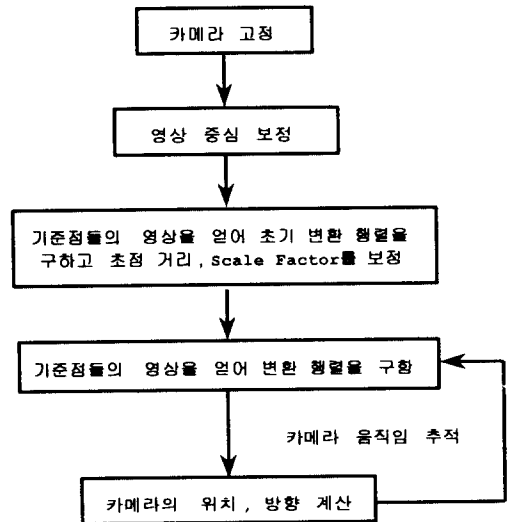 카메라 고정
영상 중심 보정
기준점들의 영상을 얻어 초기 변환 행렬을
구하고 초점 거리, Scale Factor를 보정
기준점들의 영상을 얻어 변환 행렬을 구함
카메라 움직임 추적
카메라의 위치, 방향 계산